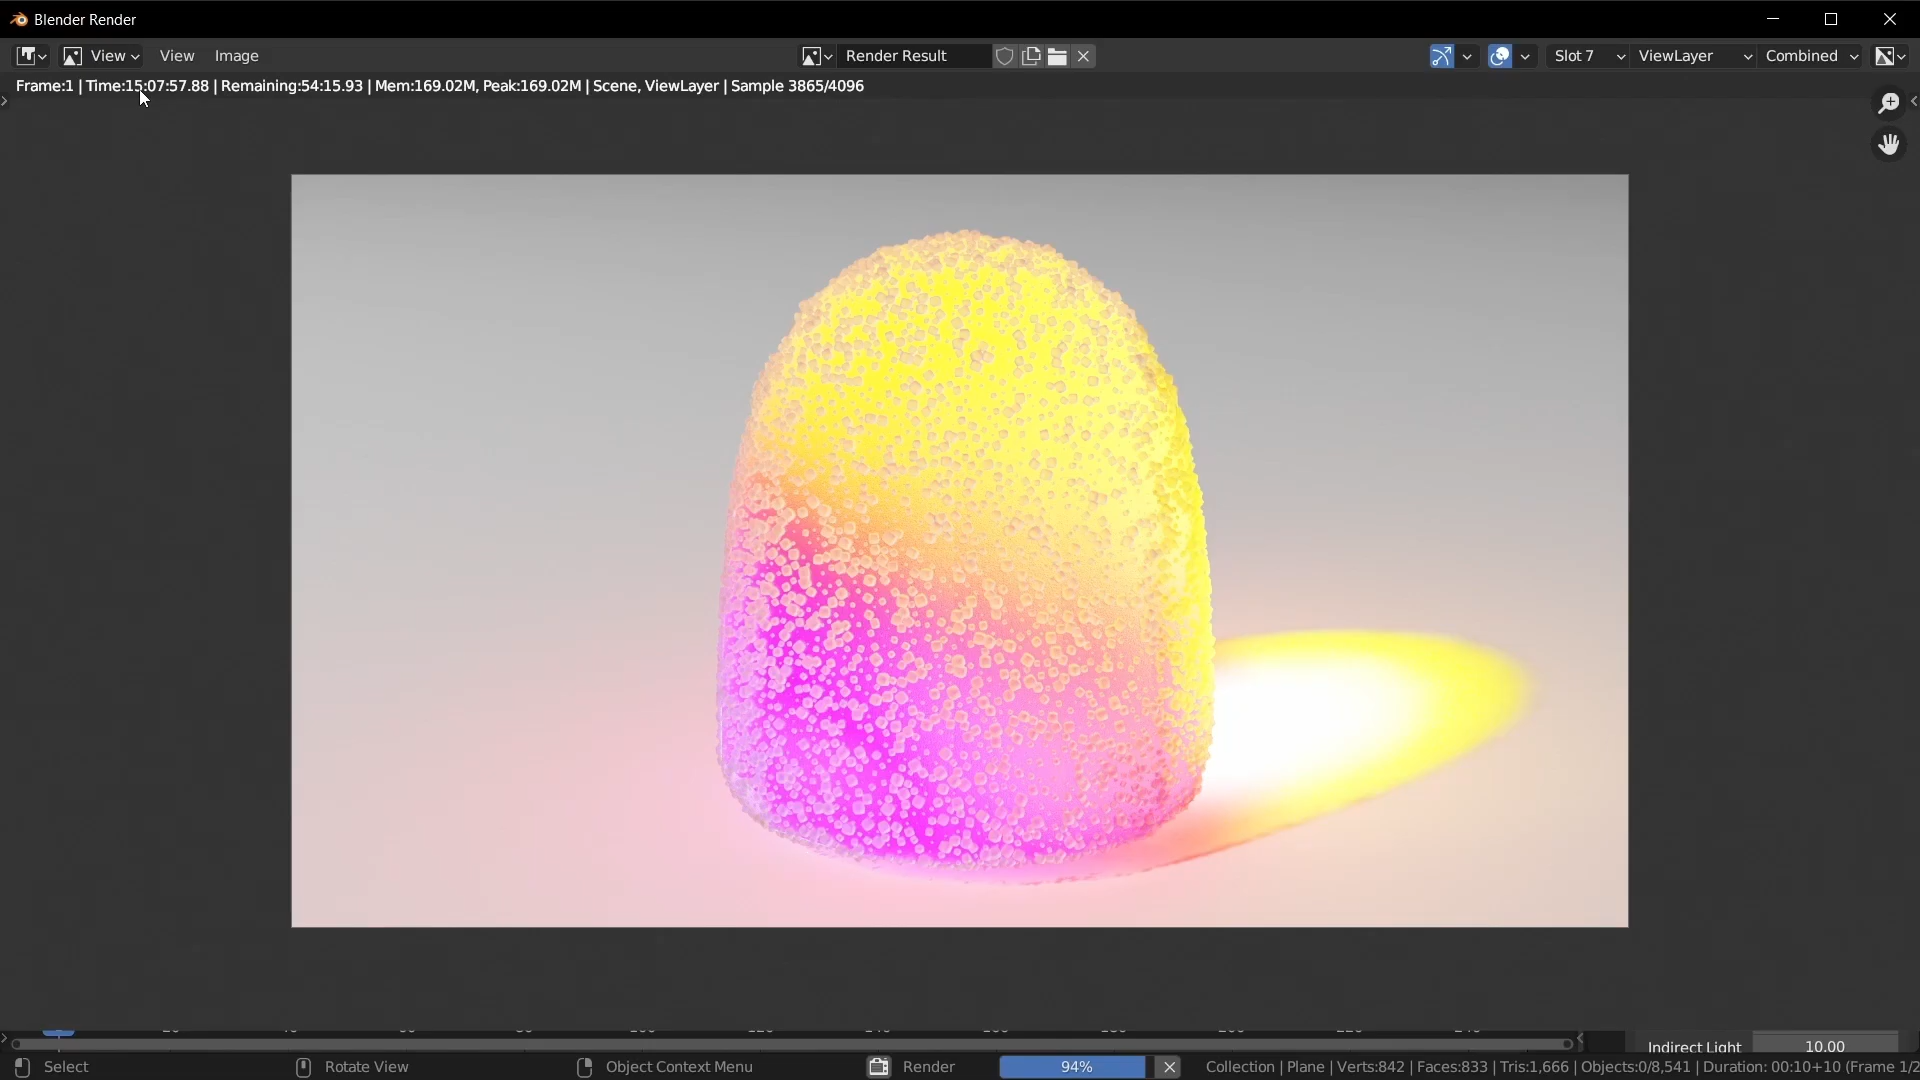 Blender Render
View View Image Render Result Slot 7 ViewLayer Combined
Frame:1 | Time:15:07:57.88 | Remaining:54:15.93 | Mem:169.02M, Peak:169.02M | Scene, ViewLayer | Sample 3865/4096
Indirect Light 10.00
Select Rotate View Object Context Menu Render 94% Collection | Plane | Verts:842 | Faces:833 | Tris:1,666 | Objects:0/8,541 | Duration: 00:10+10 (Frame 1/2